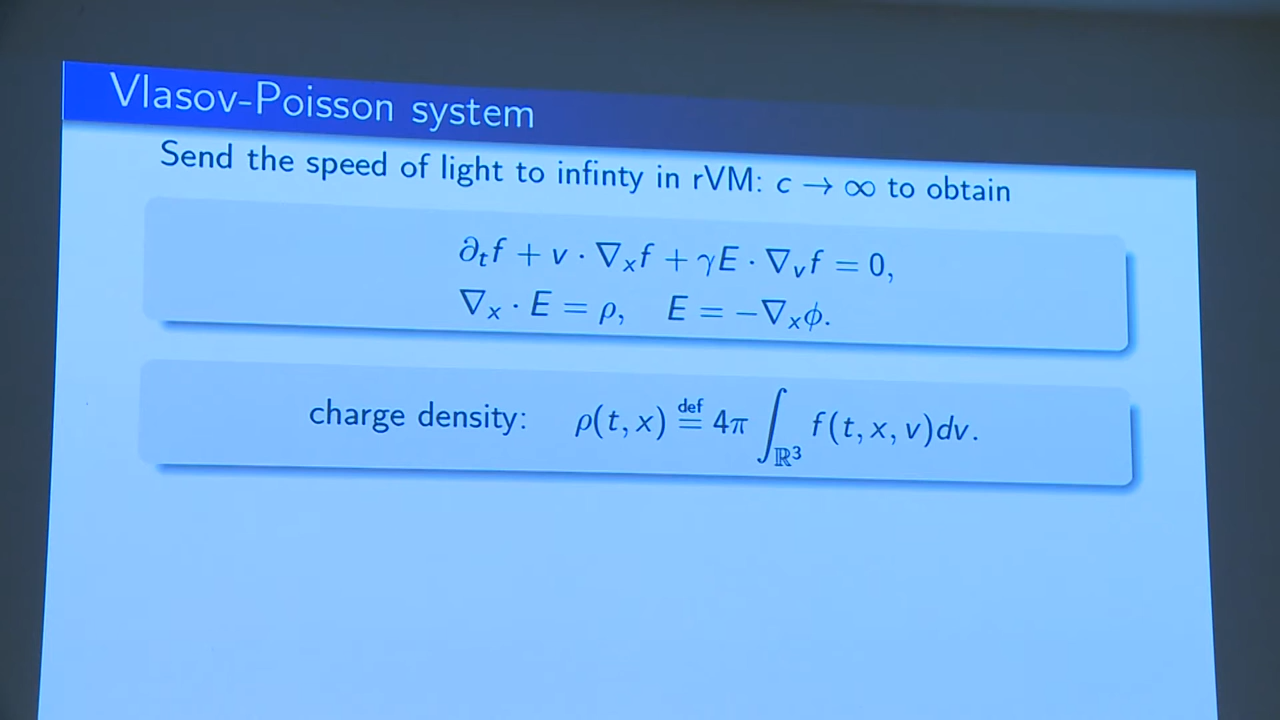 Vlasov-Poisson system
Send the speed of light to infinty in rVM: c → ∞ to obtain
∂ₜf + v · ∇ₓf + γE · ∇ᵥf = 0,
∇ₓ · E = ρ, E = −∇ₓϕ.
charge density: ρ(t, x) ≝ 4π ∫_ℝ³ f(t, x, v)dv.